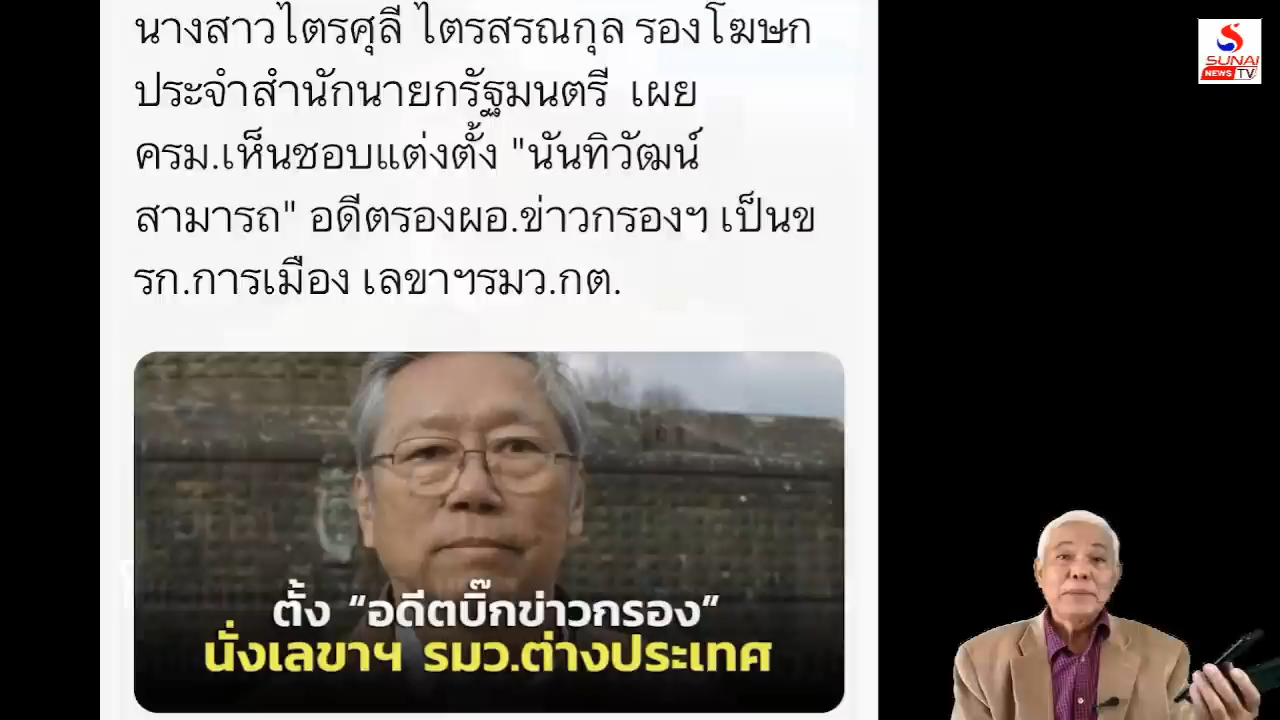 นางสาวไตรศุลี ไตรสรณกุล รองโฆษก
ประจำสำนักนายกรัฐมนตรี เผย
ครม.เห็นชอบแต่งตั้ง "นันทิวัฒน์
สามารถ" อดีตรองผอ.ข่าวกรองฯ เป็นข
รก.การเมือง เลขาฯรมว.กต.
ตั้ง “อดีตบิ๊กข่าวกรอง”
นั่งเลขาฯ รมว.ต่างประเทศ
SUNAI
NEWS TV